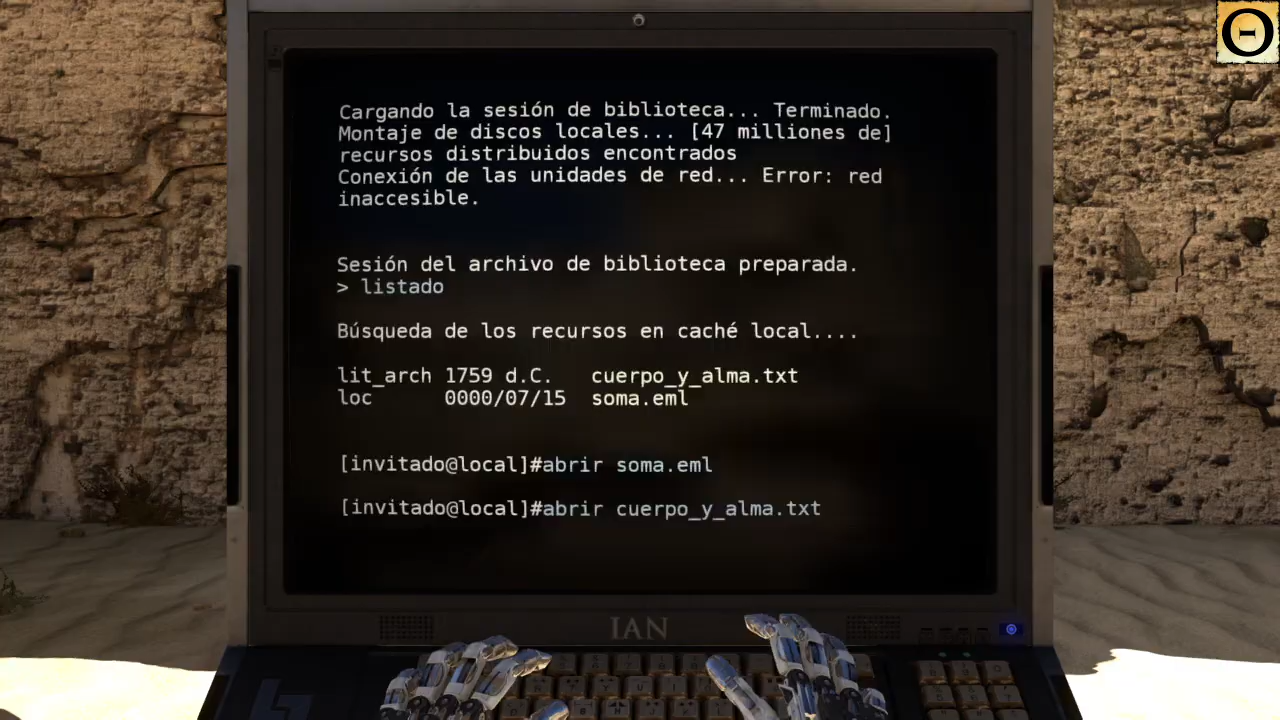 Cargando la sesión de biblioteca... Terminado.
Montaje de discos locales... [47 milliones de]
recursos distribuidos encontrados
Conexión de las unidades de red... Error: red
inaccesible.
Sesión del archivo de biblioteca preparada.
> listado
Búsqueda de los recursos en caché local....
lit_arch 1759 d.C. cuerpo_y_alma.txt
loc 0000/07/15 soma.eml
[invitado@local]#abrir soma.eml
[invitado@local]#abrir cuerpo_y_alma.txt
IAN